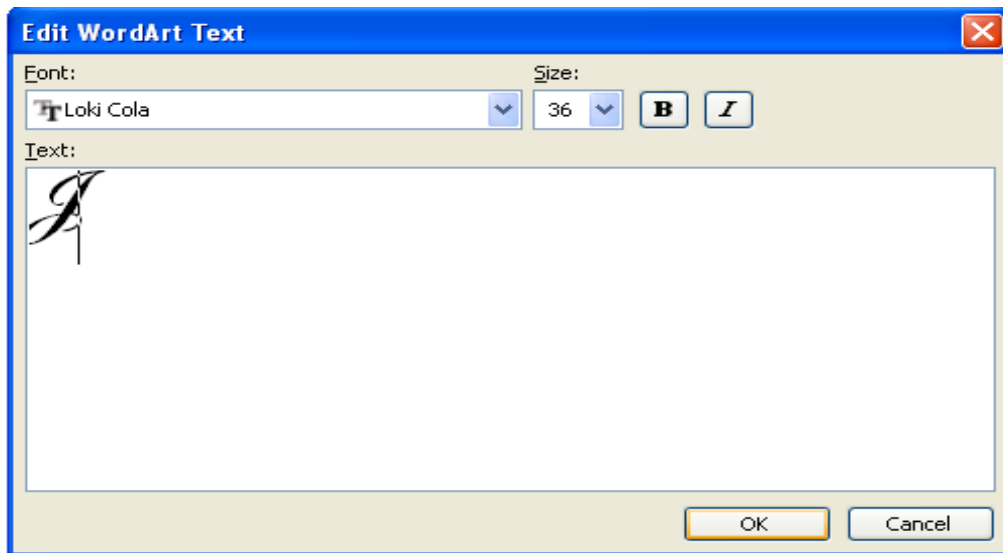 Edit WordArt Text
Font:
Size:
Loki Cola
36
B
I
Text:
J
OK
Cancel